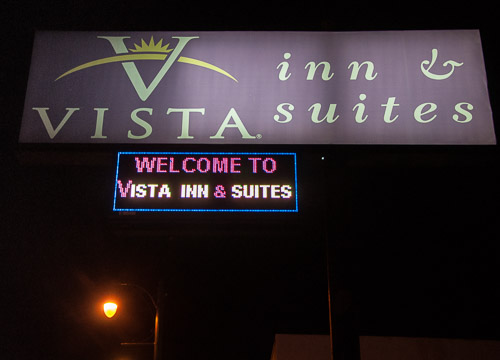 V inn &
VISTA® suites
WELCOME TO
VISTA INN & SUITES